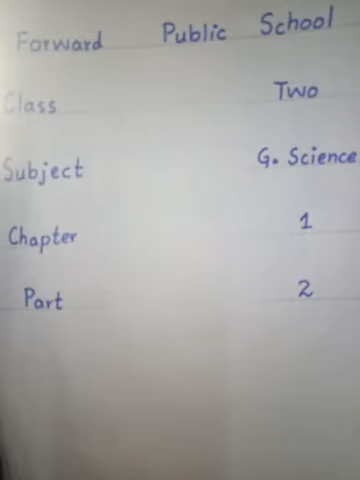 Forward Public School
Class Two
Subject G. Science
Chapter 1
Part 2